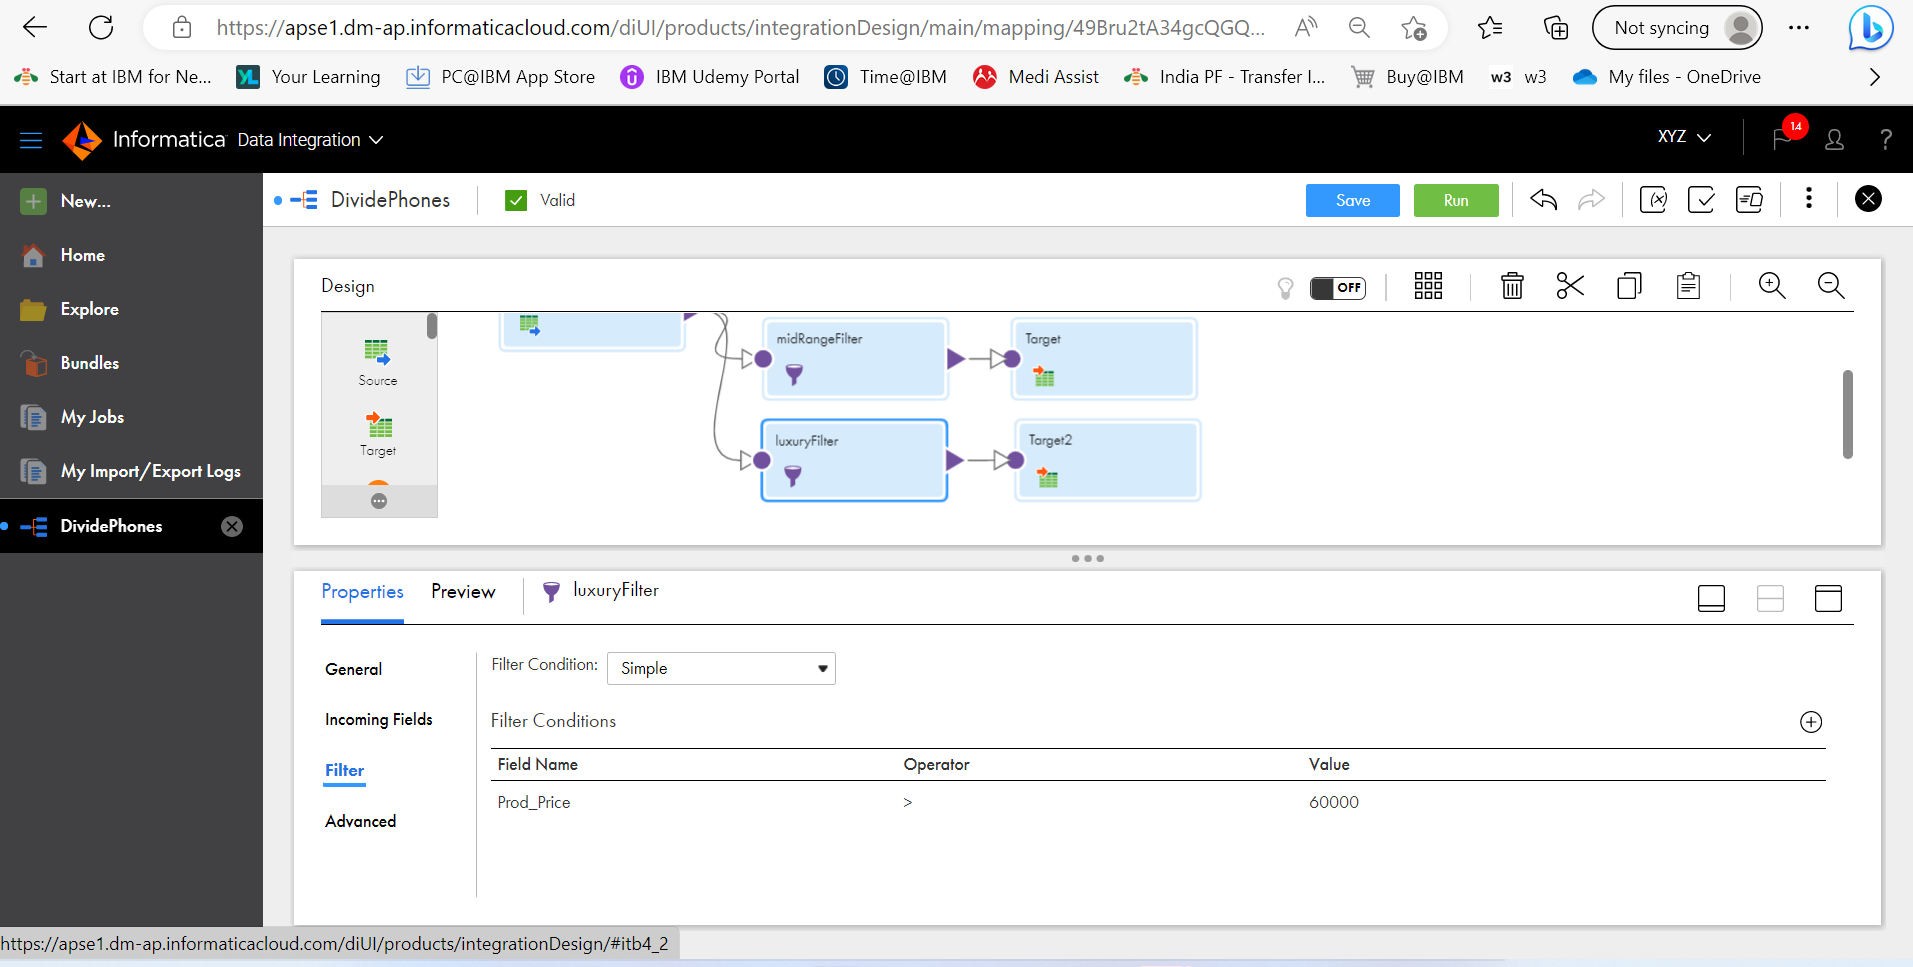 https://apse1.dm-ap.informaticacloud.com/diUI/products/integrationDesign/main/mapping/49Bru2tA34gcQGQ... A Not syncing
Start at IBM for Ne... YL Your Learning PC@IBM App Store IBM Udemy Portal Time@IBM Medi Assist India PF - Transfer I... Buy@IBM w3 w3 My files - OneDrive
Informatica Data Integration XYZ 14 ?
New... DividePhones Valid Save Run
Home
Explore
Bundles
My Jobs
My Import/Export Logs
DividePhones
Design OFF
Source
Target
midRangeFilter Target
luxuryFilter Target2
Properties Preview luxuryFilter
General
Incoming Fields
Filter
Advanced
Filter Condition: Simple
Filter Conditions
Field Name Operator Value
Prod_Price > 60000
https://apse1.dm-ap.informaticacloud.com/diUI/products/integrationDesign/#itb4_2